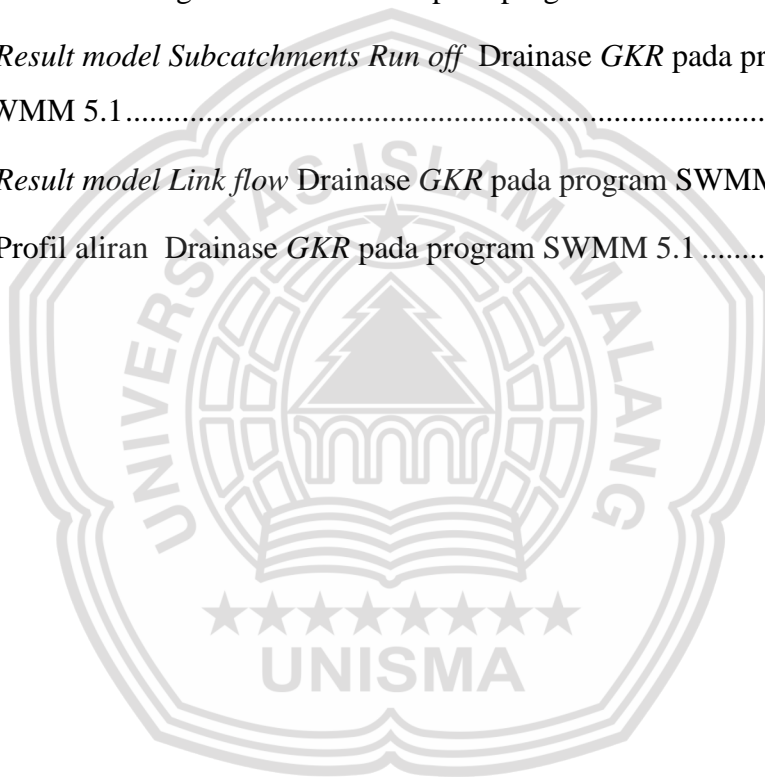 Result model Subcatchments Run off Drainase GKR pada
WMM 5.1
Result model Link flow Drainase GKR pada program SWMM
Profil aliran Drainase GKR pada program SWMM 5.1
UNIVERSITAS ISLAM MALANG
UNISMA